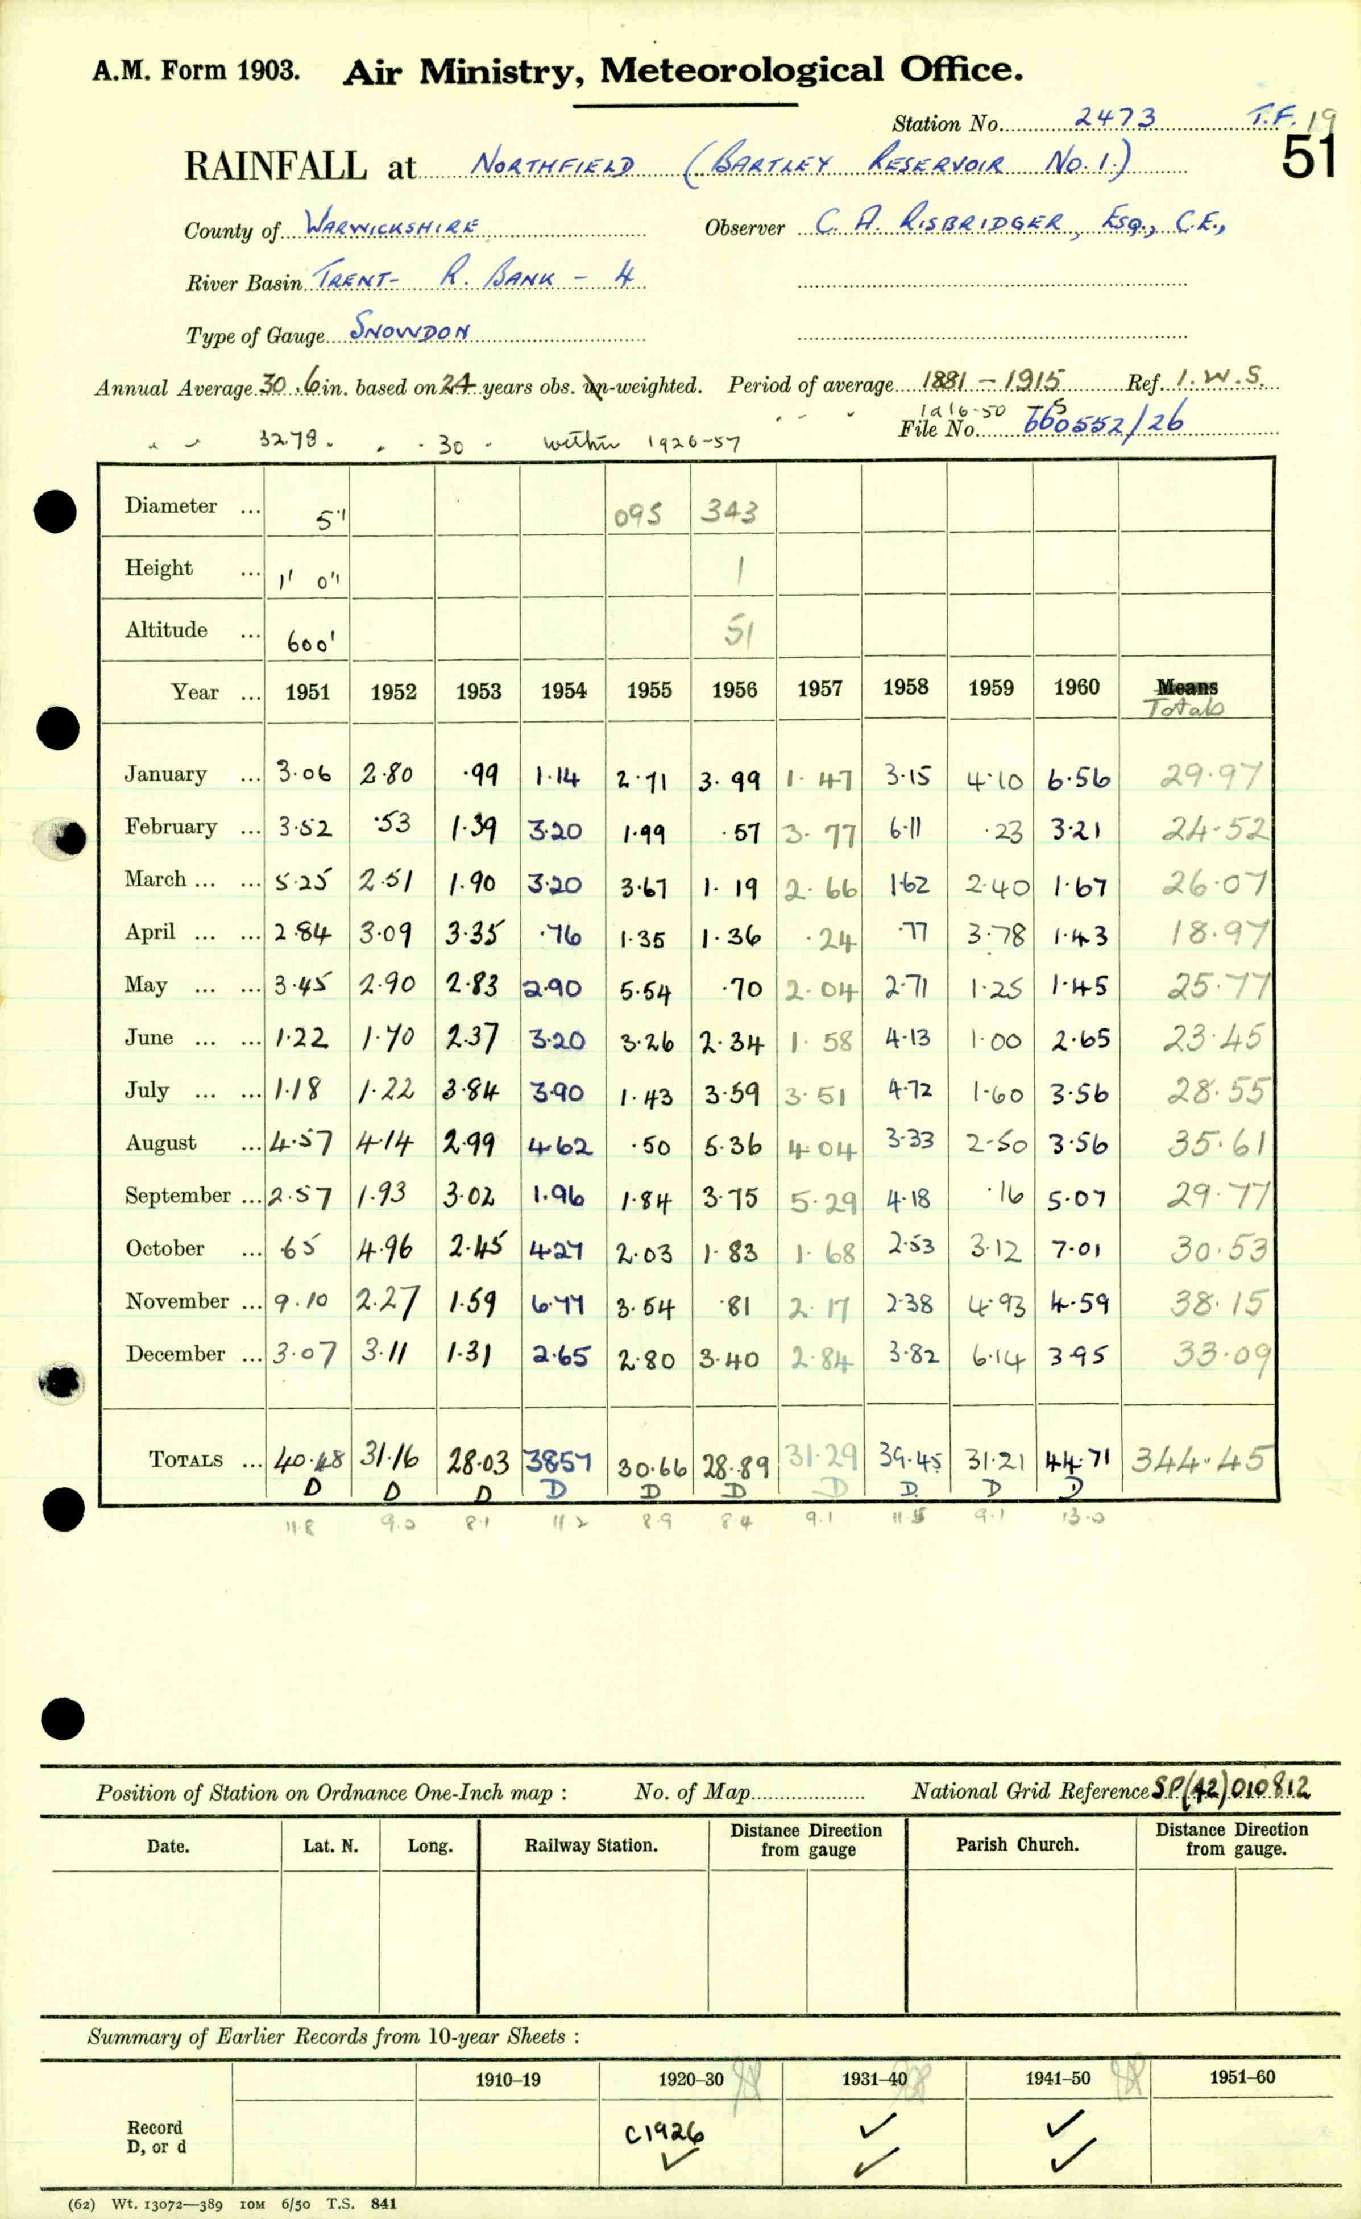 A.M. Form 1903. Air Ministry, Meteorological Office.
Station No. 2473 T.F. 19
RAINFALL at NORTHFIELD (BARTLEY RESERVOIR No. 1.) 51
County of WARWICKSHIRE Observer C. A. RISBRIDGER, Esq., C.E.,
River Basin TRENT- R. BANK - 4
Type of Gauge SNOWDON
Annual Average 30.6 in. based on 24 years obs. un-weighted. Period of average 1881 - 1915 Ref. I.W.S.
1916-50 TS
File No. 660552/26
32.78. 30 within 1926-57
Diameter ... 5" 095 343
Height ... 1' 0" 1
Altitude ... 600' 51
Year ... 1951 1952 1953 1954 1955 1956 1957 1958 1959 1960 Means
Totals
January ... 3.06 2.80 .99 1.14 2.71 3.99 1.47 3.15 4.10 6.56 29.97
February ... 3.52 .53 1.39 3.20 1.99 .57 3.77 6.11 .23 3.21 24.52
March ... ... 5.25 2.51 1.90 3.20 3.67 1.19 2.66 1.62 2.40 1.67 26.07
April ... ... 2.84 3.09 3.35 .76 1.35 1.36 .24 .77 3.78 1.43 18.97
May ... ... 3.45 2.90 2.83 2.90 5.54 .70 2.04 2.71 1.25 1.45 25.77
June ... ... 1.22 1.70 2.37 3.20 3.26 2.34 1.58 4.13 1.00 2.65 23.45
July ... ... 1.18 1.22 3.84 3.90 1.43 3.59 3.51 4.72 1.60 3.56 28.55
August ... 4.57 4.14 2.99 4.62 .50 5.36 4.04 3.33 2.50 3.56 35.61
September ... 2.57 1.93 3.02 1.96 1.84 3.75 5.29 4.18 .16 5.07 29.77
October ... .65 4.96 2.45 4.27 2.03 1.83 1.68 2.53 3.12 7.01 30.53
November ... 9.10 2.27 1.59 6.77 3.54 .81 2.17 2.38 4.93 4.59 38.15
December ... 3.07 3.11 1.31 2.65 2.80 3.40 2.84 3.82 6.14 3.95 33.09
TOTALS ... 40.48 31.16 28.03 38.57 30.66 28.89 31.29 39.45 31.21 44.71 344.45
D D D D D D D D D D
11.8 9.0 8.1 11.2 8.9 8.4 9.1 11.5 9.1 13.0
Position of Station on Ordnance One-Inch map : No. of Map National Grid Reference SP(42)010812
Date. Lat. N. Long. Railway Station. Distance from gauge Direction Parish Church. Distance from gauge. Direction
Summary of Earlier Records from 10-year Sheets :
1910–19 1920–30 1931–40 1941–50 1951–60
Record
D, or d
C1926 ✓ ✓
✓ ✓ ✓
(62) Wt. 13072—389 10M 6/50 T.S. 841